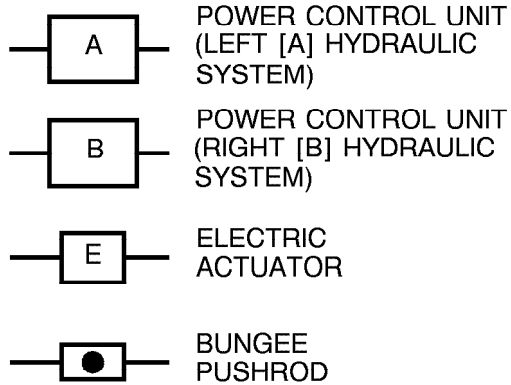 A
POWER CONTROL UNIT
(LEFT [A] HYDRAULIC
SYSTEM)
B
POWER CONTROL UNIT
(RIGHT [B] HYDRAULIC
SYSTEM)
E
ELECTRIC
ACTUATOR
BUNGEE
PUSHROD